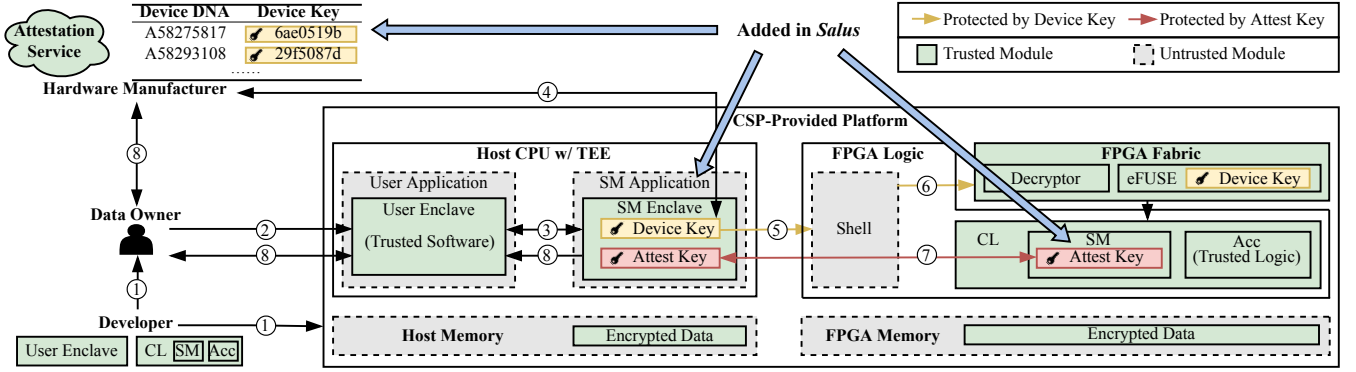 Device DNA Device Key
Attestation Service
A58275817 6ae0519b
A58293108 29f5087d
......
Hardware Manufacturer
Added in Salus
Protected by Device Key Protected by Attest Key
Trusted Module Untrusted Module
4
CSP-Provided Platform
8
Host CPU w/ TEE
FPGA Logic
FPGA Fabric
User Application
SM Application
6
Decryptor
eFUSE Device Key
Data Owner
User Enclave
(Trusted Software)
SM Enclave
2
3
Device Key
5
Shell
8
8
Attest Key
7
CL
SM
Attest Key
Acc
(Trusted Logic)
1
Developer
1
User Enclave
CL SM Acc
Host Memory
Encrypted Data
FPGA Memory
Encrypted Data